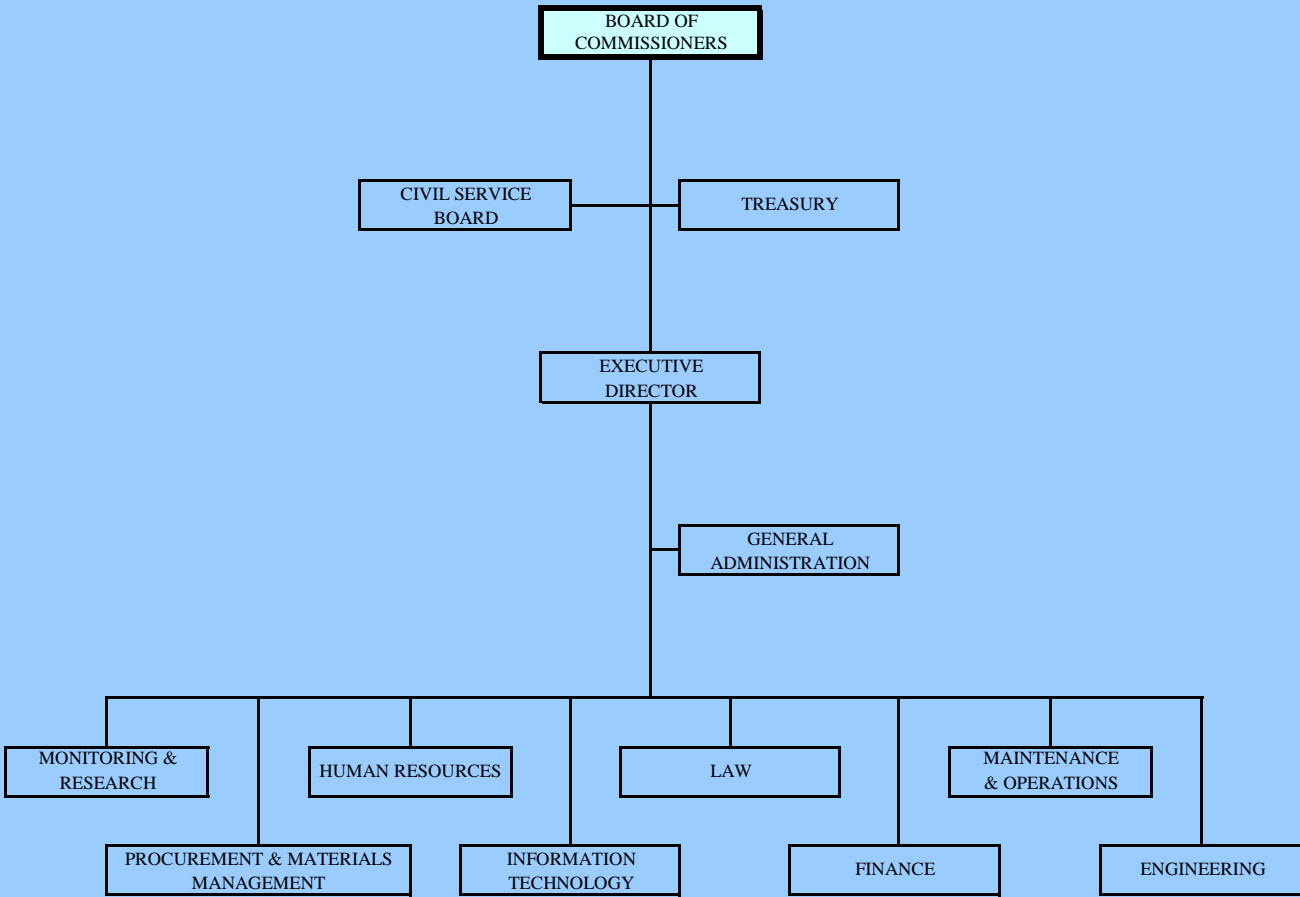 BOARD OF
COMMISSIONERS
CIVIL SERVICE
BOARD
TREASURY
EXECUTIVE
DIRECTOR
GENERAL
ADMINISTRATION
MONITORING &
RESEARCH
HUMAN RESOURCES
LAW
MAINTENANCE
& OPERATIONS
PROCUREMENT & MATERIALS
MANAGEMENT
INFORMATION
TECHNOLOGY
FINANCE
ENGINEERING